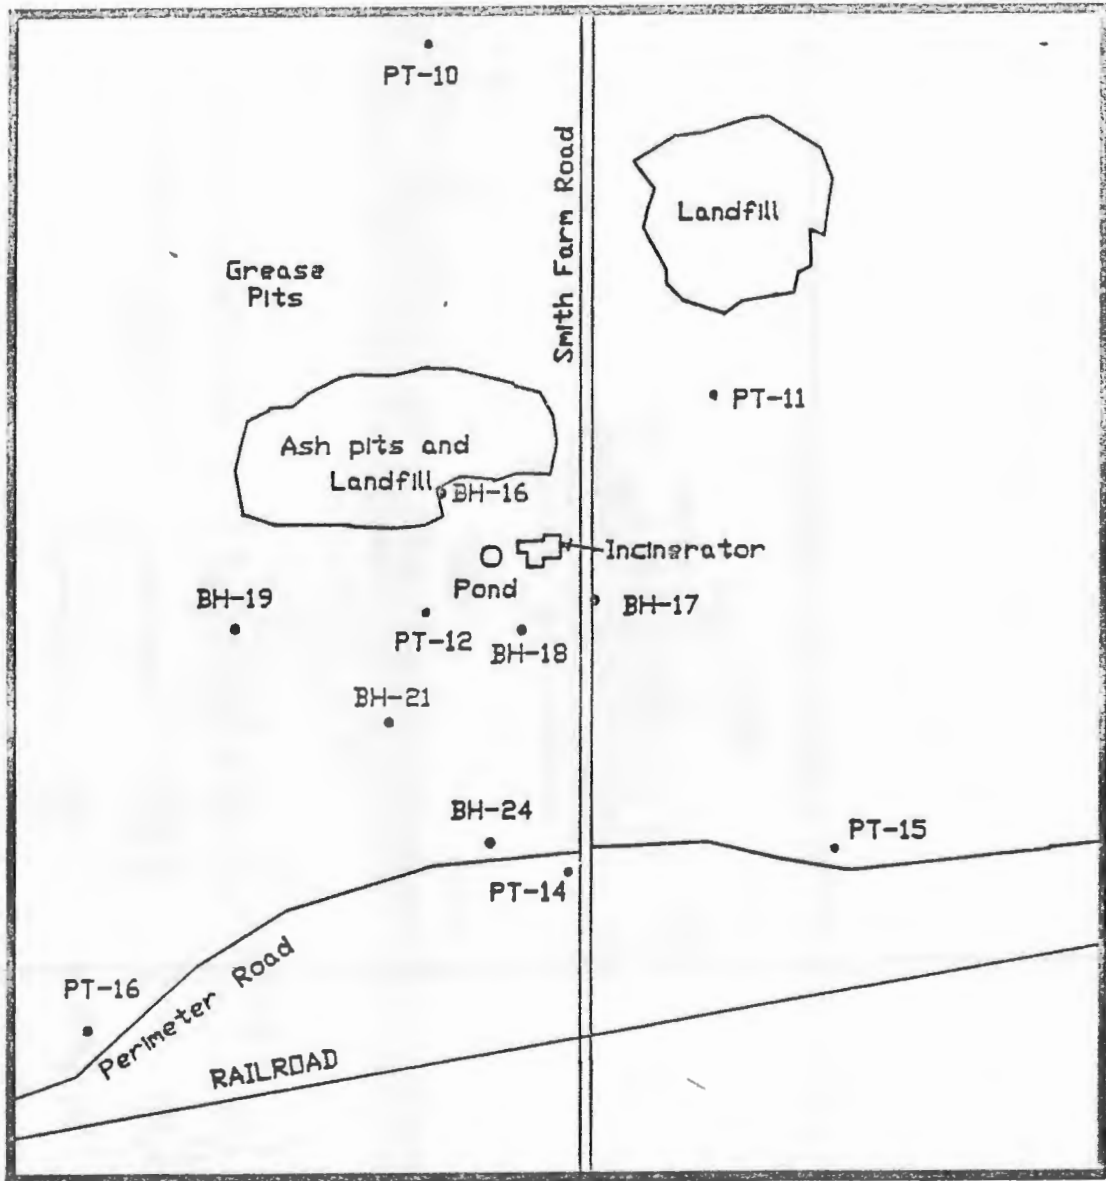 PT-10
Smith Farm Road
Landfill
Grease
Pits
PT-11
Ash pits and
Landfill
BH-16
Incinerator
Pond
BH-19
BH-17
PT-12
BH-18
BH-21
BH-24
PT-15
PT-14
PT-16
Perimeter Road
RAILROAD